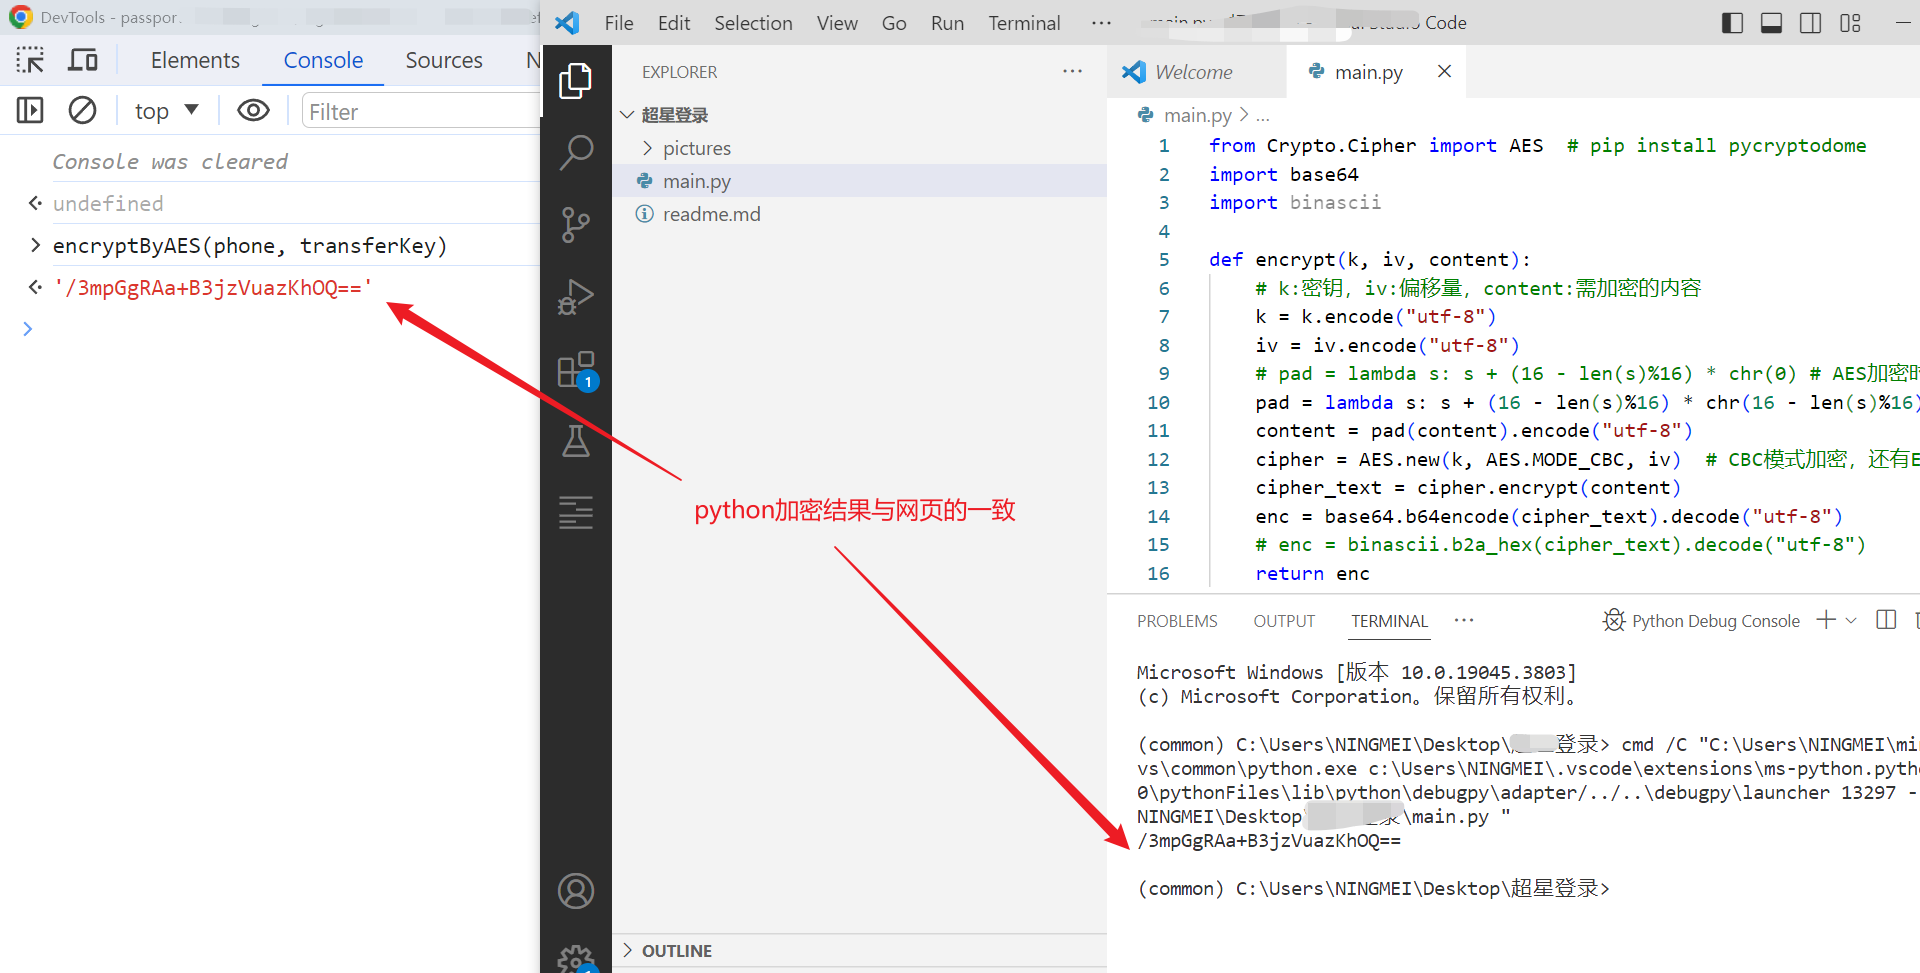 DevTools - passpor.
Elements
Console
Sources
top
Filter
Console was cleared
undefined
encryptByAES(phone, transferKey)
'/3mpGgRAa+B3jzVuazKhOQ=='
File Edit Selection View Go Run Terminal
Code
EXPLORER
超星登录
pictures
main.py
readme.md
1
1
OUTLINE
python加密结果与网页的一致
Welcome
main.py
main.py > ...
1 from Crypto.Cipher import AES  # pip install pycryptodome
2 import base64
3 import binascii
4
5 def encrypt(k, iv, content):
6 # k:密钥，iv:偏移量，content:需加密的内容
7 k = k.encode("utf-8")
8 iv = iv.encode("utf-8")
9 # pad = lambda s: s + (16 - len(s)%16) * chr(0) # AES加密时
10 pad = lambda s: s + (16 - len(s)%16) * chr(16 - len(s)%16)
11 content = pad(content).encode("utf-8")
12 cipher = AES.new(k, AES.MODE_CBC, iv)  # CBC模式加密，还有E
13 cipher_text = cipher.encrypt(content)
14 enc = base64.b64encode(cipher_text).decode("utf-8")
15 # enc = binascii.b2a_hex(cipher_text).decode("utf-8")
16 return enc
PROBLEMS OUTPUT TERMINAL ··· Python Debug Console
Microsoft Windows [版本 10.0.19045.3803]
(c) Microsoft Corporation。保留所有权利。
(common) C:\Users\NINGMEI\Desktop\登录> cmd /C "C:\Users\NINGMEI\mi
vs\common\python.exe c:\Users\NINGMEI\.vscode\extensions\ms-python.pyth
0\pythonFiles\lib\python\debugpy\adapter/../..\debugpy\launcher 13297 -
NINGMEI\Desktop\main.py "
/3mpGgRAa+B3jzVuazKhOQ==
(common) C:\Users\NINGMEI\Desktop\超星登录>